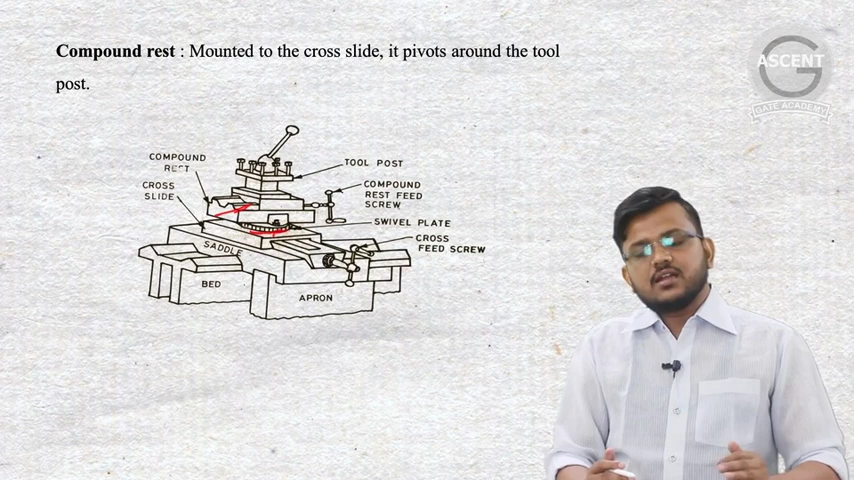 Compound rest : Mounted to the cross slide, it pivots around the tool
post.
ASCENT
GATE ACADEMY
COMPOUND
REST
TOOL POST
CROSS
SLIDE
COMPOUND
REST FEED
SCREW
SWIVEL PLATE
CROSS
FEED SCREW
SADDLE
BED
APRON